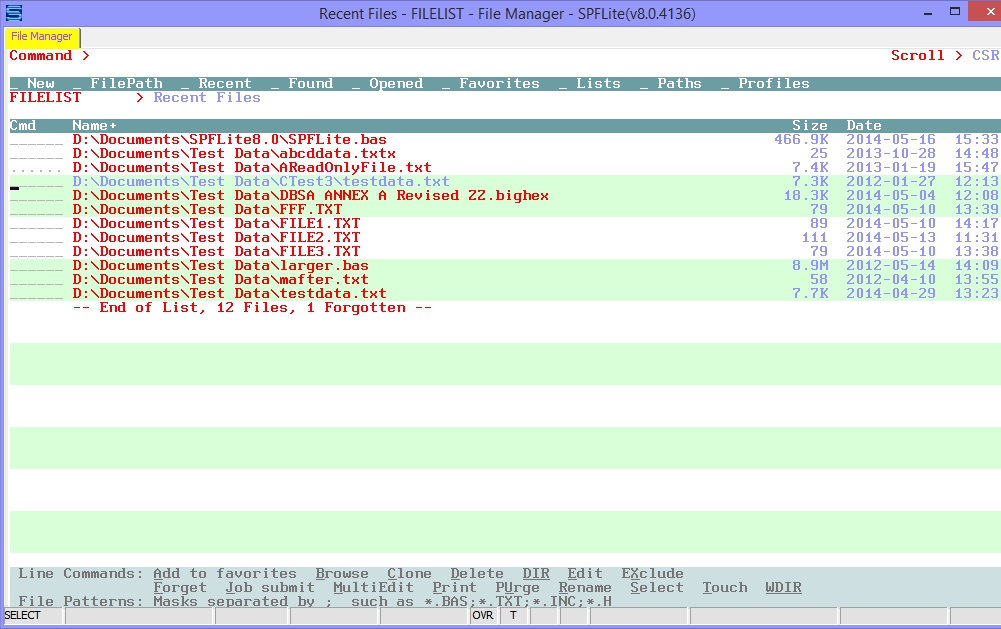 Recent Files - FILELIST - File Manager - SPFLite(v8.0.4136)
File Manager
Command > Scroll > CSR
_ New _ FilePath _ Recent _ Found _ Opened _ Favorites _ Lists _ Paths _ Profiles
FILELIST > Recent Files
Cmd Name+ Size Date
______ D:\Documents\SPFLite8.0\SPFLite.bas 466.9K 2014-05-16 15:33
______ D:\Documents\Test Data\abcddata.txtx 25 2013-10-28 14:48
...... D:\Documents\Test Data\AReadOnlyFile.txt 7.4K 2013-01-19 15:47
______ D:\Documents\Test Data\CTest3\testdata.txt 7.3K 2012-01-27 12:13
______ D:\Documents\Test Data\DBSA ANNEX A Revised ZZ.bighex 18.3K 2014-05-04 12:08
______ D:\Documents\Test Data\FFF.TXT 79 2014-05-10 13:39
______ D:\Documents\Test Data\FILE1.TXT 89 2014-05-10 14:17
______ D:\Documents\Test Data\FILE2.TXT 111 2014-05-13 11:31
______ D:\Documents\Test Data\FILE3.TXT 79 2014-05-10 13:38
______ D:\Documents\Test Data\larger.bas 8.9M 2012-05-14 14:09
______ D:\Documents\Test Data\mafter.txt 58 2012-04-10 13:55
______ D:\Documents\Test Data\testdata.txt 7.7K 2014-04-29 13:23
-- End of List, 12 Files, 1 Forgotten --
Line Commands: Add to favorites Browse Clone Delete DIR Edit EXclude
Forget Job submit MultiEdit Print PUrge Rename Select Touch WDIR
File Patterns: Masks separated by ; such as *.BAS;*.TXT;*.INC;*.H
SELECT OVR T